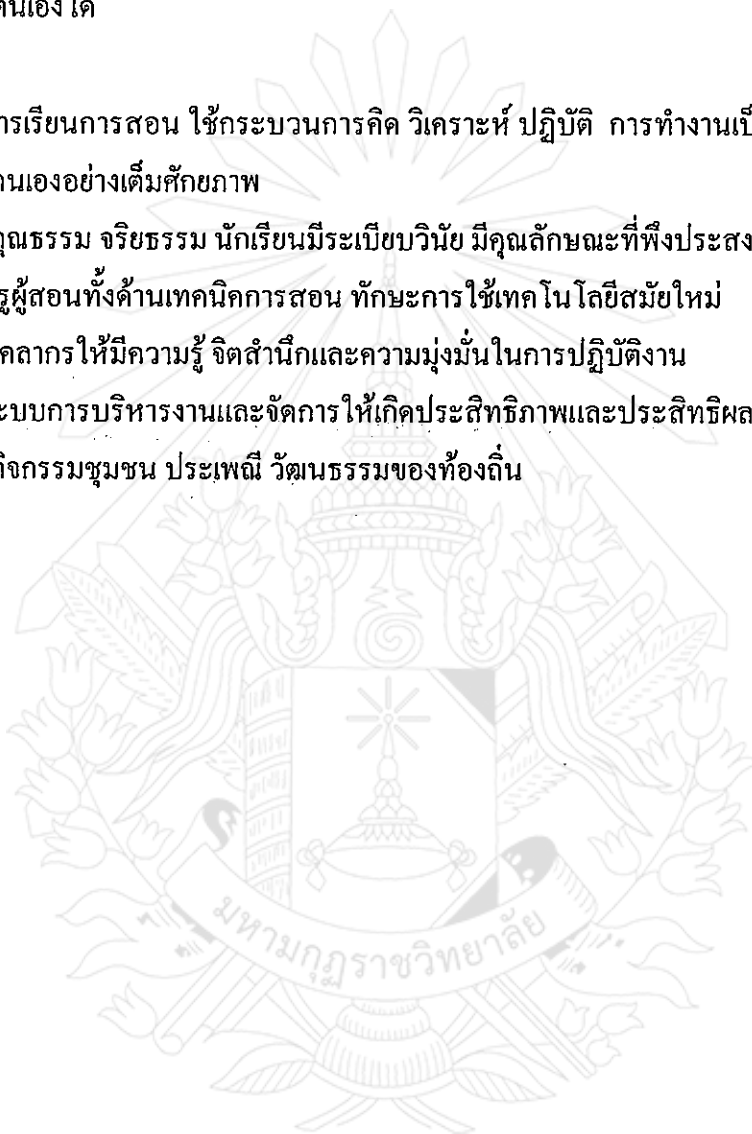 ตนเองได้
ารเรียนการสอน ใช้กระบวนการคิด วิเคราะห์ ปฏิบัติ การทำงานเป็
านเองอย่างเต็มศักยภาพ
คุณธรรม จริยธรรม นักเรียนมีระเบียบวินัย มีคุณลักษณะที่พึงประสง
รูผู้สอนทั้งด้านเทคนิคการสอน ทักษะการใช้เทคโนโลยีสมัยใหม่
คลากรให้มีความรู้ จิตสำนึกและความมุ่งมั่นในการปฏิบัติงาน
ะบบการบริหารงานและจัดการให้เกิดประสิทธิภาพและประสิทธิผล
กิจกรรมชุมชน ประเพณี วัฒนธรรมของท้องถิ่น
มหามกุฏราชวิทยาลัย